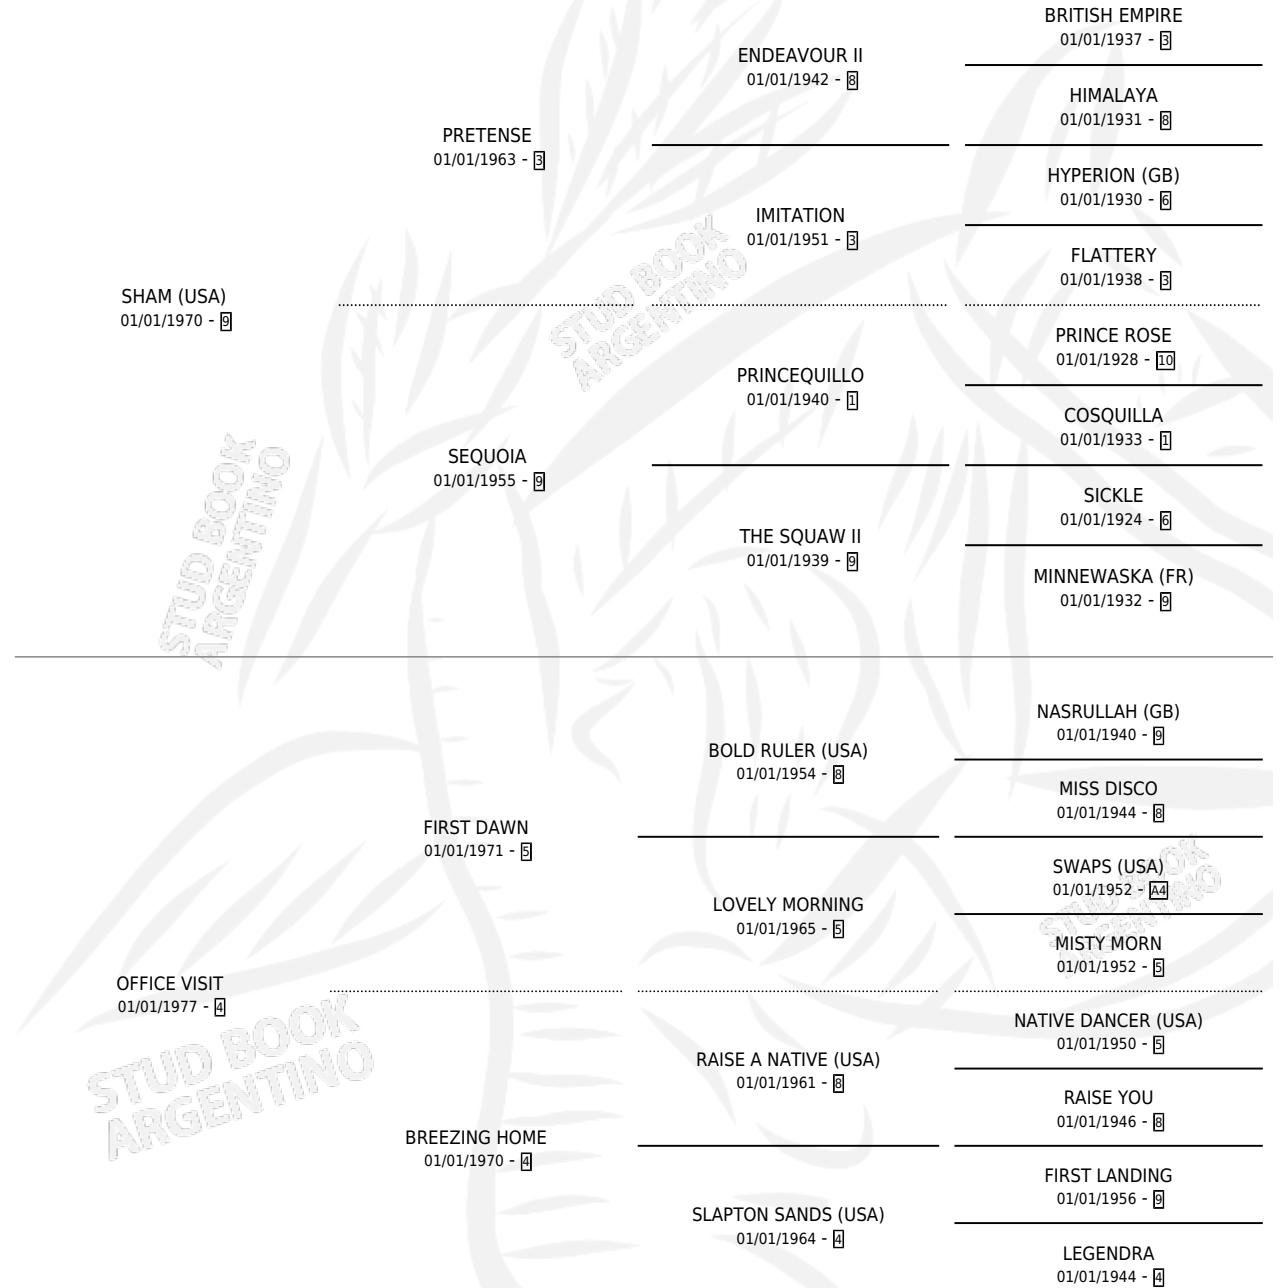 BRITISH EMPIRE
01/01/1937 - 3
ENDEAVOUR II
01/01/1942 - 8
HIMALAYA
01/01/1931 - 8
PRETENSE
01/01/1963 - 3
HYPERION (GB)
01/01/1930 - 6
IMITATION
01/01/1951 - 3
FLATTERY
01/01/1938 - 3
SHAM (USA)
01/01/1970 - 9
PRINCE ROSE
01/01/1928 - 10
PRINCEQUILLO
01/01/1940 - 1
COSQUILLA
01/01/1933 - 1
SEQUOIA
01/01/1955 - 9
SICKLE
01/01/1924 - 6
THE SQUAW II
01/01/1939 - 9
MINNEWASKA (FR)
01/01/1932 - 9
STUD BOOK
ARGENTINO
STUD BOOK
ARGENTINO
NASRULLAH (GB)
01/01/1940 - 9
BOLD RULER (USA)
01/01/1954 - 8
MISS DISCO
01/01/1944 - 8
FIRST DAWN
01/01/1971 - 5
SWAPS (USA)
01/01/1952 - A4
LOVELY MORNING
01/01/1965 - 5
MISTY MORN
01/01/1952 - 5
STUD BOOK
ARGENTINO
OFFICE VISIT
01/01/1977 - 4
NATIVE DANCER (USA)
01/01/1950 - 5
RAISE A NATIVE (USA)
01/01/1961 - 8
RAISE YOU
01/01/1946 - 8
BREEZING HOME
01/01/1970 - 4
FIRST LANDING
01/01/1956 - 9
SLAPTON SANDS (USA)
01/01/1964 - 4
LEGENDRA
01/01/1944 - 4
STUD BOOK
ARGENTINO